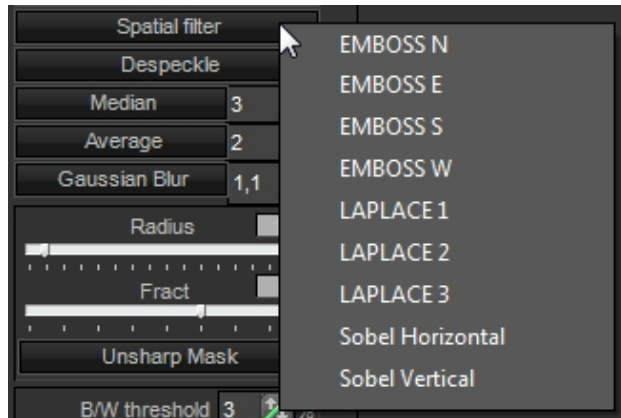 Spatial filter
Despeckle
Median 3
Average 2
Gaussian Blur 1,1
Radius
Fract
Unsharp Mask
B/W threshold 3
EMBOSS N
EMBOSS E
EMBOSS S
EMBOSS W
LAPLACE 1
LAPLACE 2
LAPLACE 3
Sobel Horizontal
Sobel Vertical